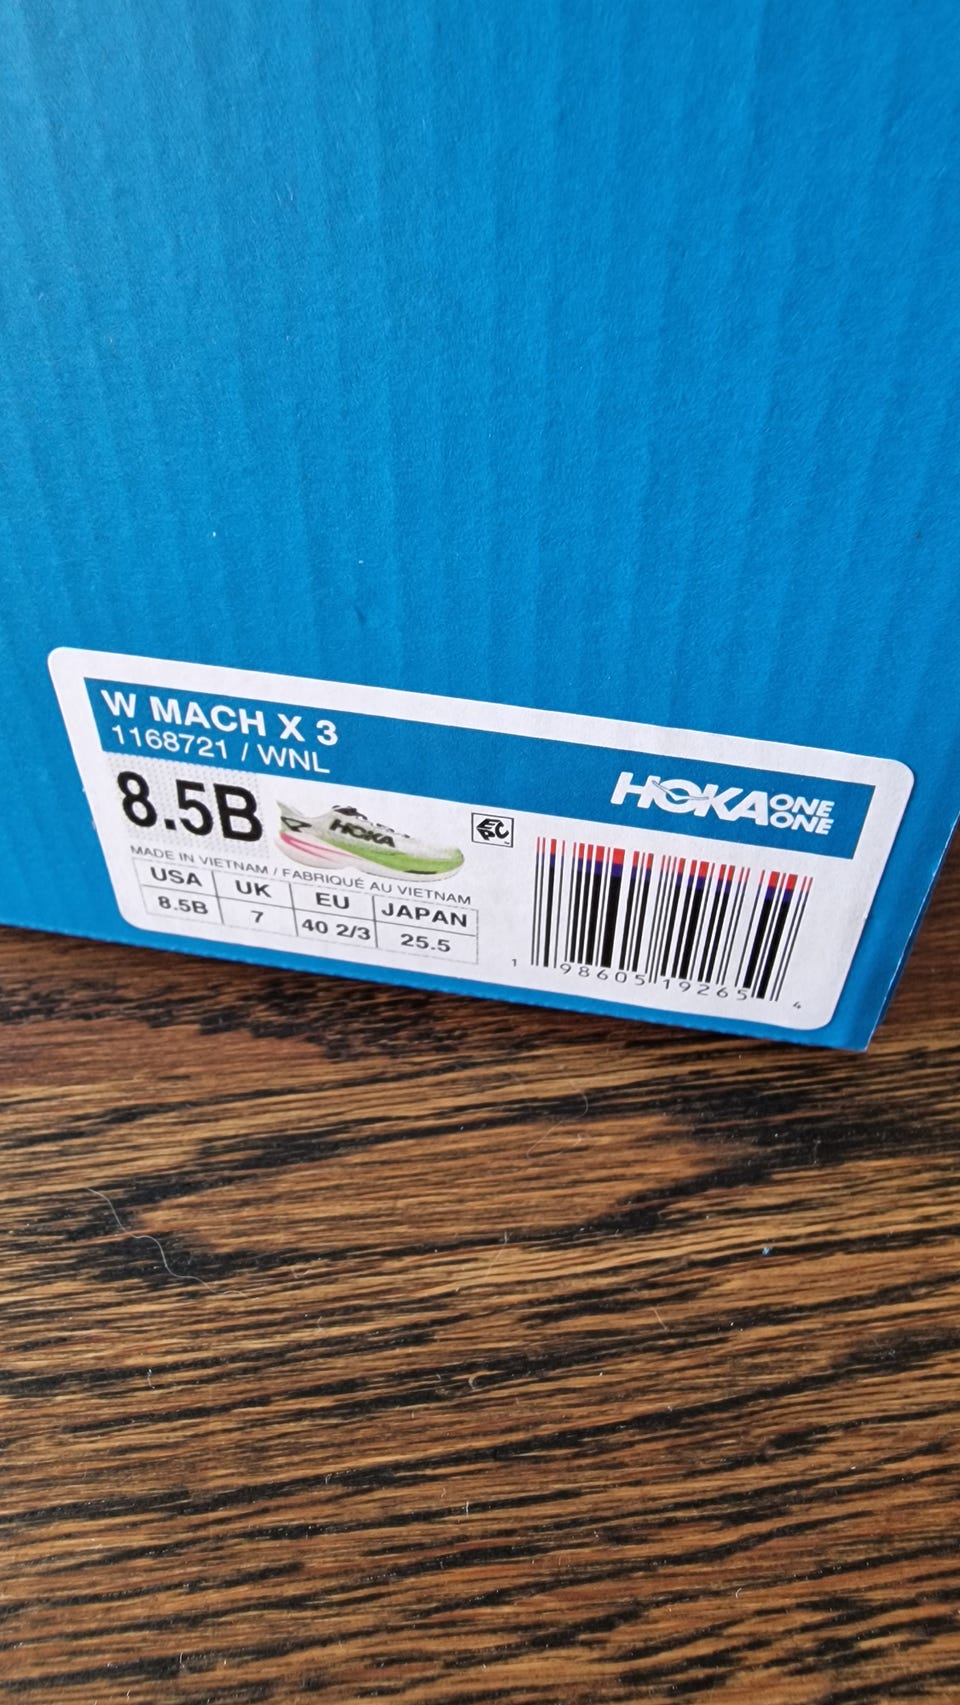 W MACH X 3
1168721 / WNL
HOKA ONE ONE
8.5B
HOKA
EPC
MADE IN VIETNAM / FABRIQUÉ AU VIETNAM
USA UK EU JAPAN
8.5B 7 40 2/3 25.5
1 98605 19265 4